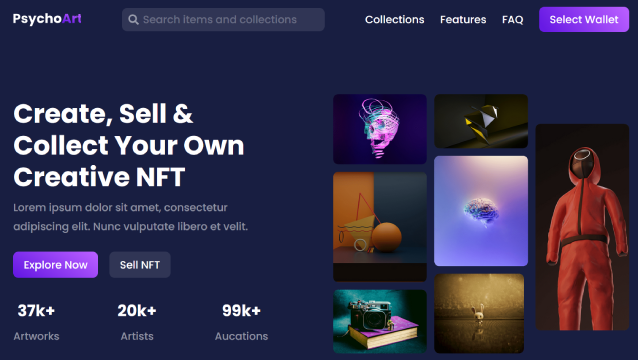 PsychoArt
Search items and collections
Collections Features FAQ Select Wallet
Create, Sell &
Collect Your Own
Creative NFT
Lorem ipsum dolor sit amet, consectetur
adipiscing elit. Nunc vulputate libero et velit.
Explore Now Sell NFT
37k+ 20k+ 99k+
Artworks Artists Aucations